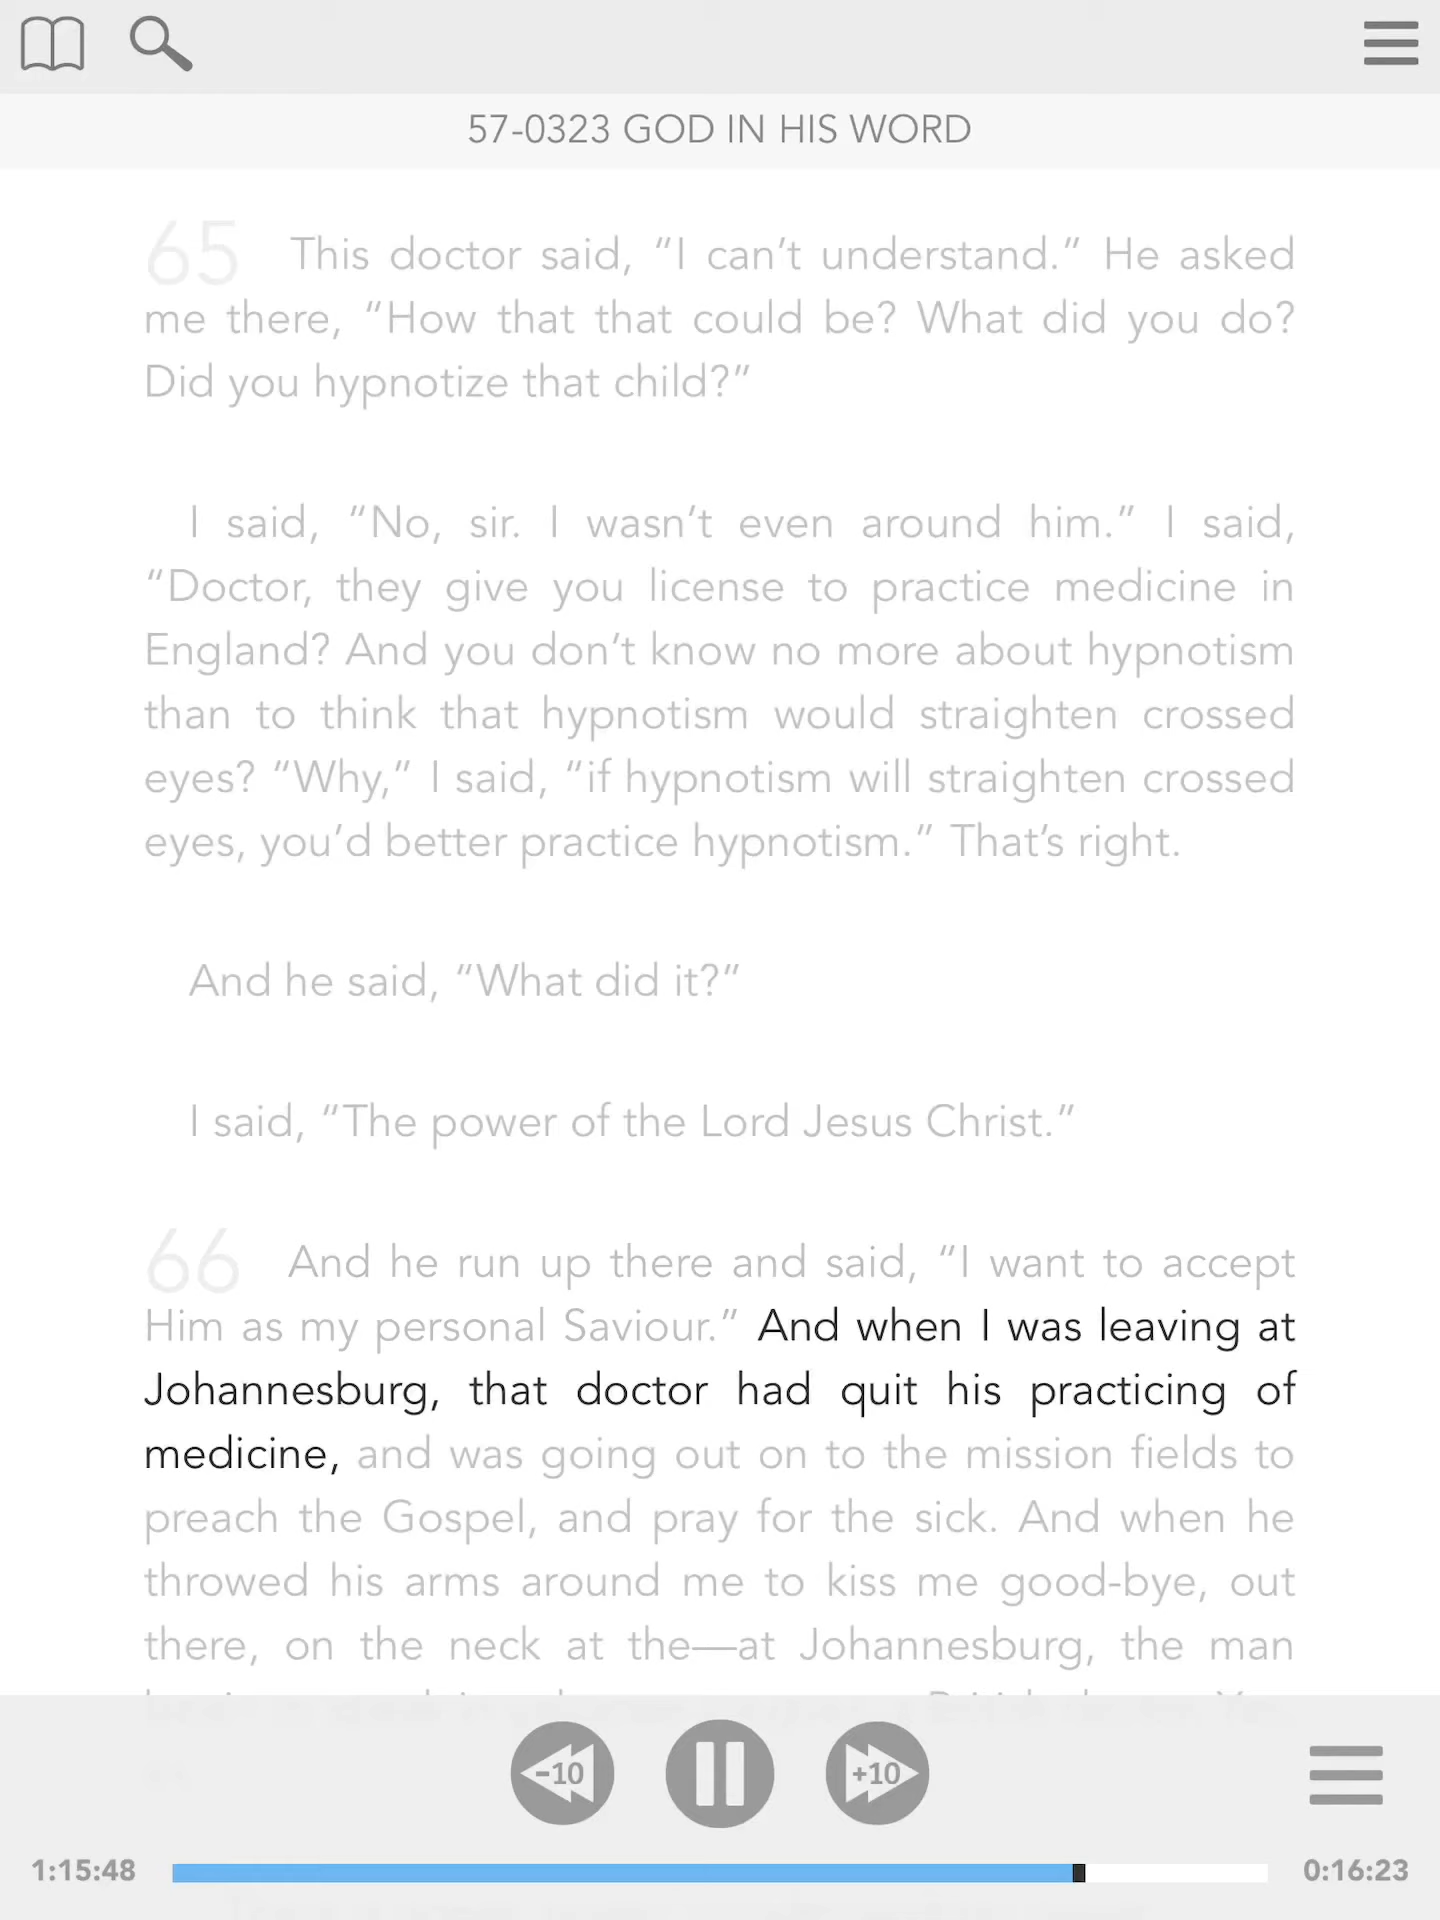 57-0323 GOD IN HIS WORD
65 This doctor said, “I can’t understand.” He asked
me there, “How that that could be? What did you do?
Did you hypnotize that child?”
I said, “No, sir. I wasn’t even around him.” I said,
“Doctor, they give you license to practice medicine in
England? And you don’t know no more about hypnotism
than to think that hypnotism would straighten crossed
eyes? “Why,” I said, “if hypnotism will straighten crossed
eyes, you’d better practice hypnotism.” That’s right.
And he said, “What did it?”
I said, “The power of the Lord Jesus Christ.”
66 And he run up there and said, “I want to accept
Him as my personal Saviour.” And when I was leaving at
Johannesburg, that doctor had quit his practicing of
medicine, and was going out on to the mission fields to
preach the Gospel, and pray for the sick. And when he
throwed his arms around me to kiss me good-bye, out
there, on the neck at the—at Johannesburg, the man
-10 +10
1:15:48 0:16:23